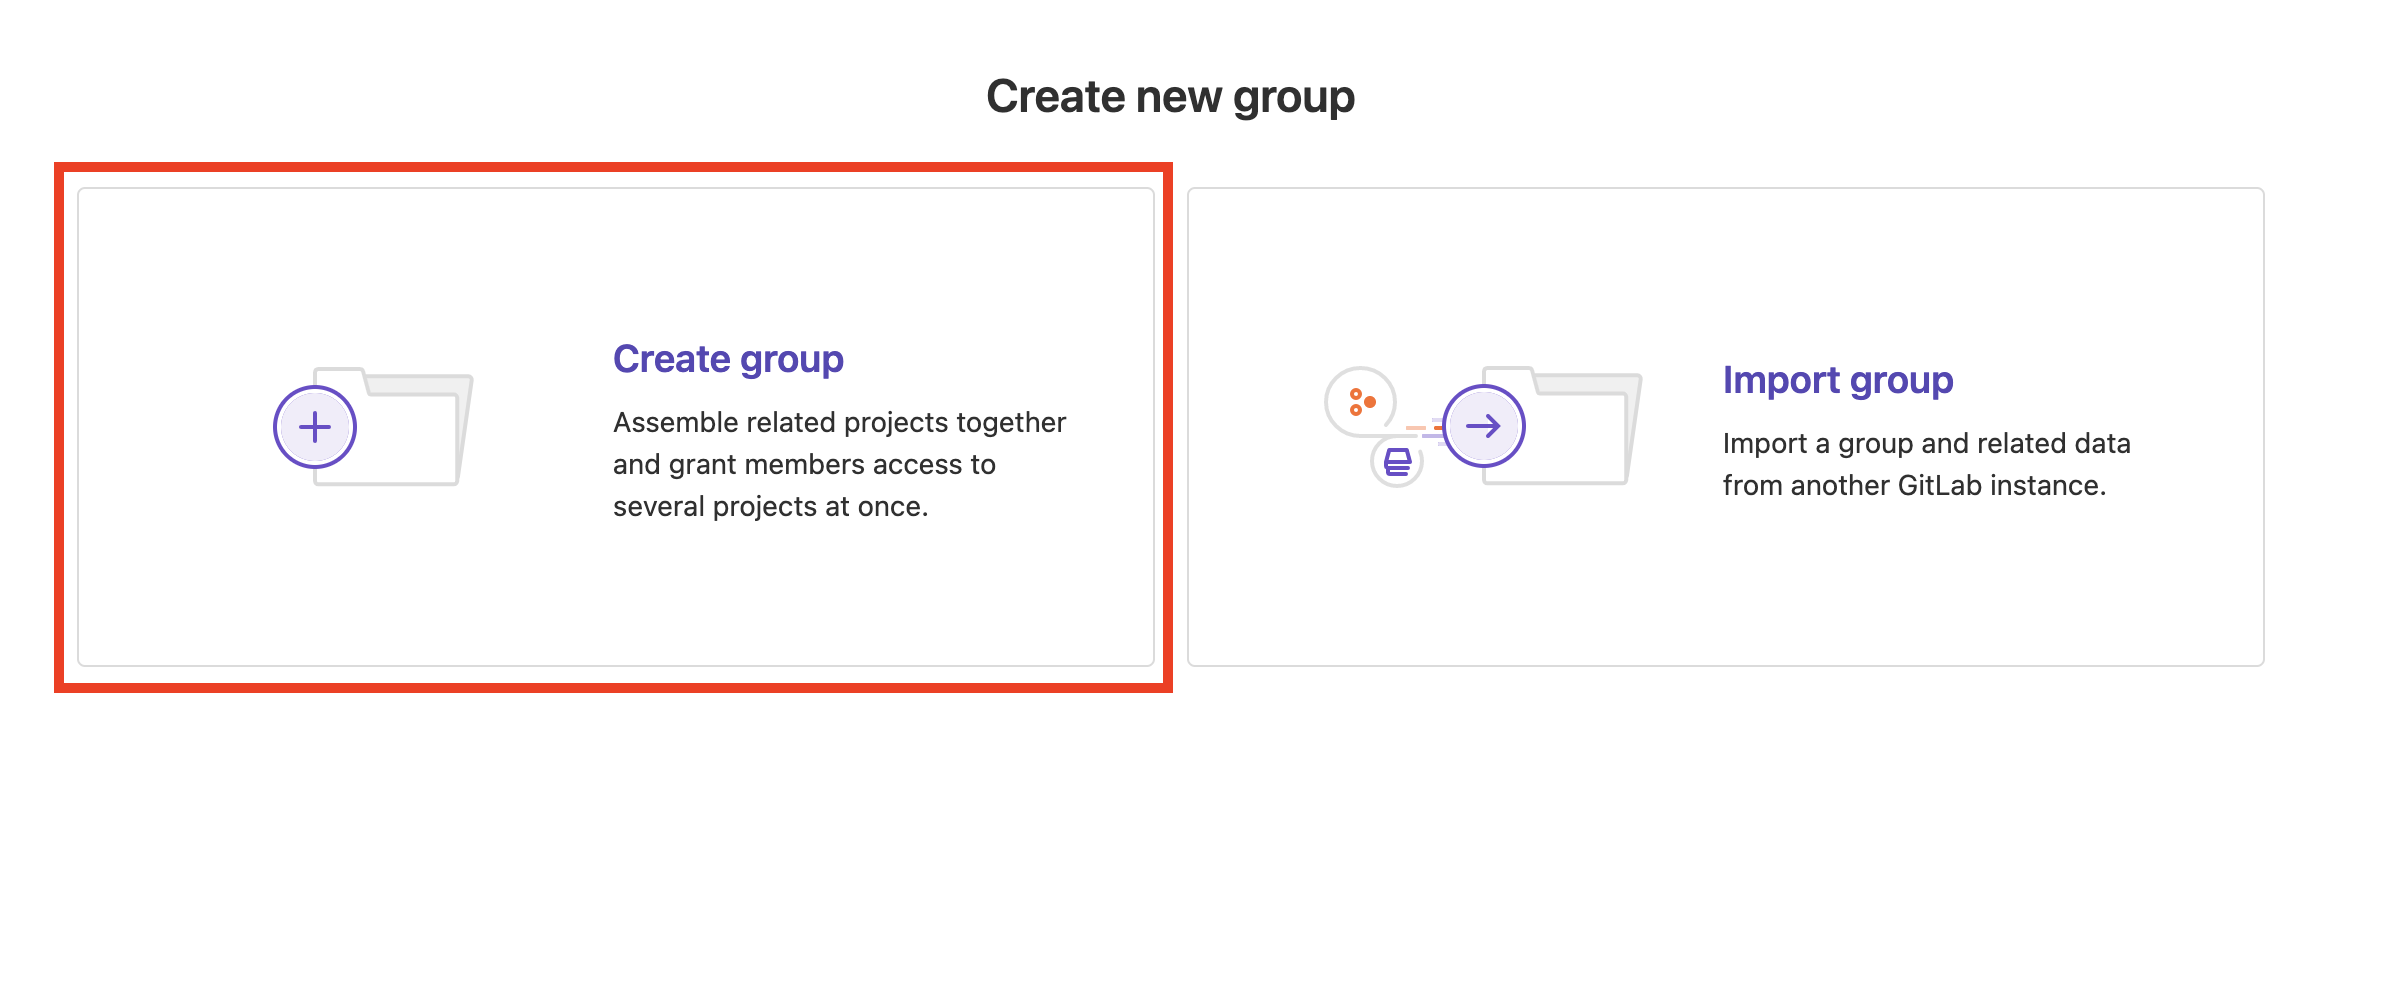 Create new group
Create group
Assemble related projects together
and grant members access to
several projects at once.
Import group
Import a group and related data
from another GitLab instance.